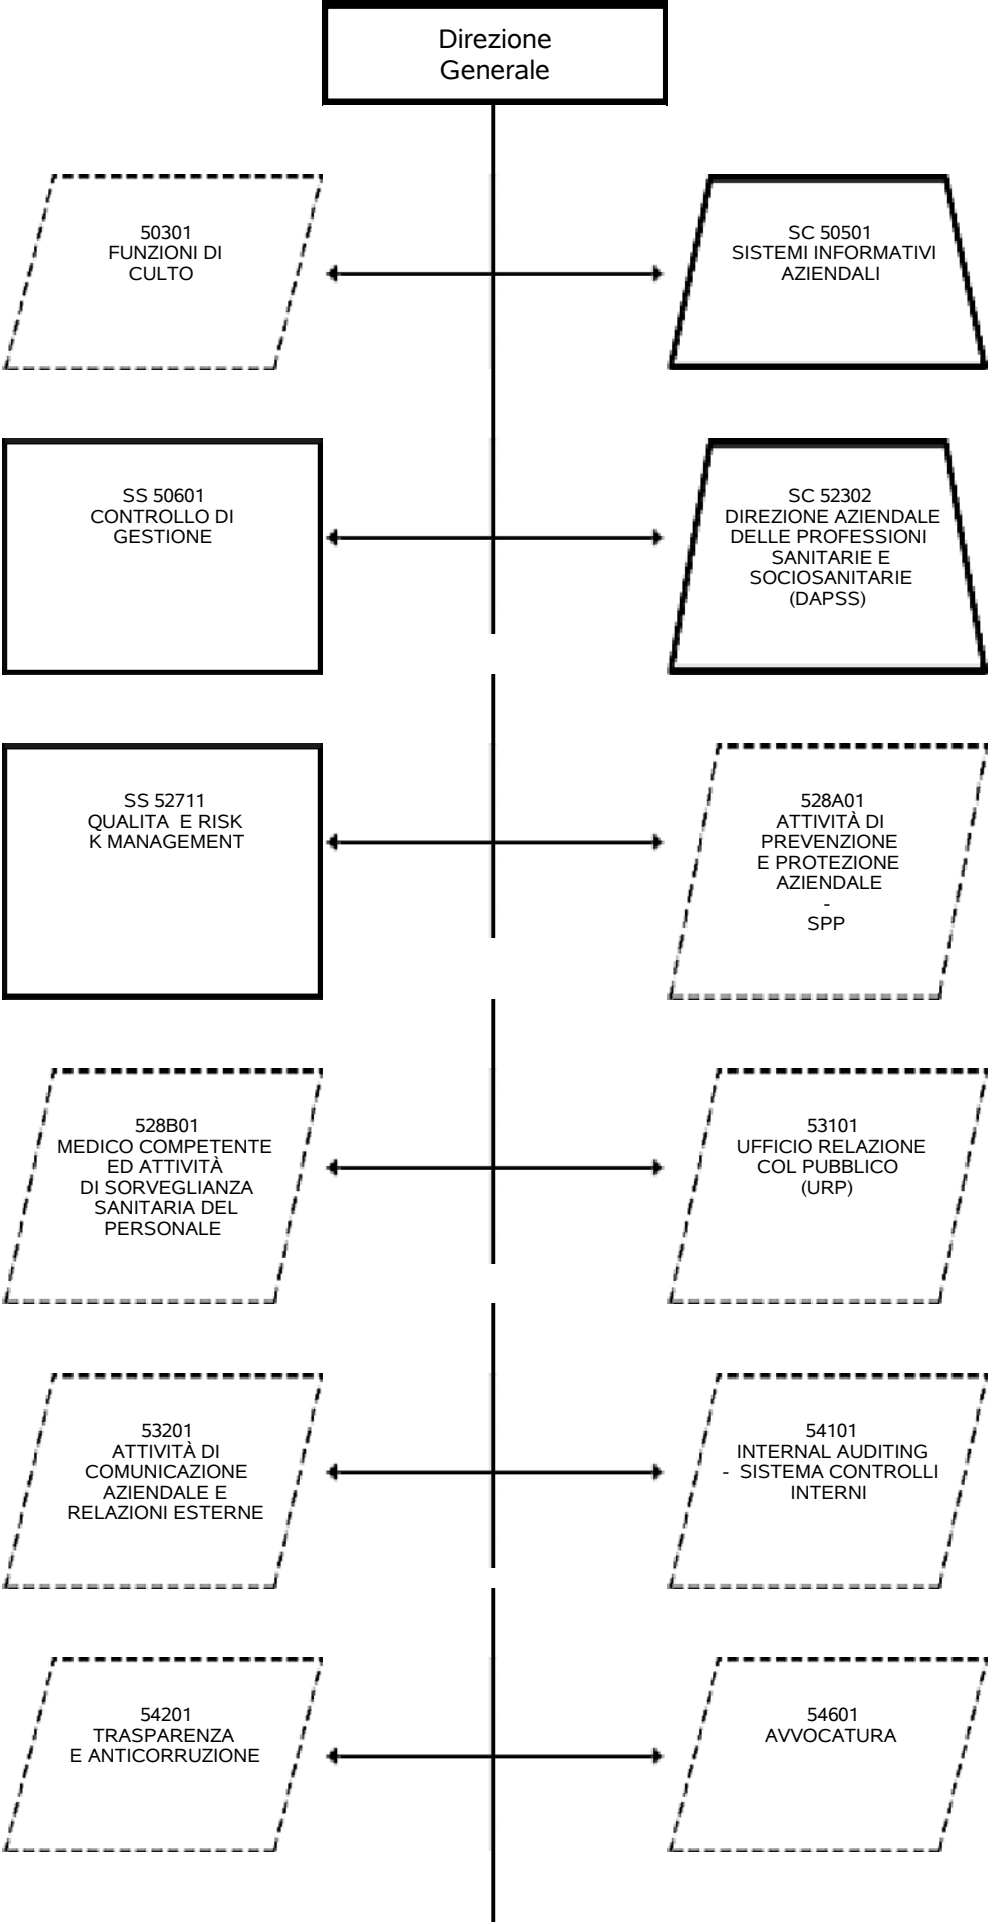 Direzione
Generale
50301
FUNZIONI DI
CULTO
SC 50501
SISTEMI INFORMATIVI
AZIENDALI
SS 50601
CONTROLLO DI
GESTIONE
SC 52302
DIREZIONE AZIENDALE
DELLE PROFESSIONI
SANITARIE E
SOCIOSANITARIE
(DAPSS)
SS 52711
QUALITA  E RISK
K MANAGEMENT
528A01
ATTIVITÀ DI
PREVENZIONE
E PROTEZIONE
AZIENDALE
-
SPP
528B01
MEDICO COMPETENTE
ED ATTIVITÀ
DI SORVEGLIANZA
SANITARIA DEL
PERSONALE
53101
UFFICIO RELAZIONE
COL PUBBLICO
(URP)
53201
ATTIVITÀ DI
COMUNICAZIONE
AZIENDALE E
RELAZIONI ESTERNE
54101
INTERNAL AUDITING
-  SISTEMA CONTROLLI
INTERNI
54201
TRASPARENZA
E ANTICORRUZIONE
54601
AVVOCATURA